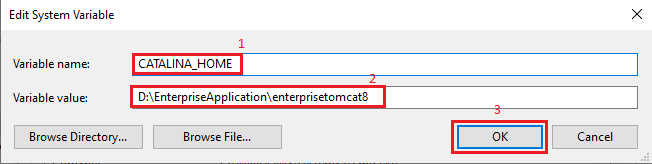 Edit System Variable
1
Variable name: CATALINA_HOME
2
Variable value: D:\EnterpriseApplication\enterprisetomcat8
3
Browse Directory... Browse File... OK Cancel